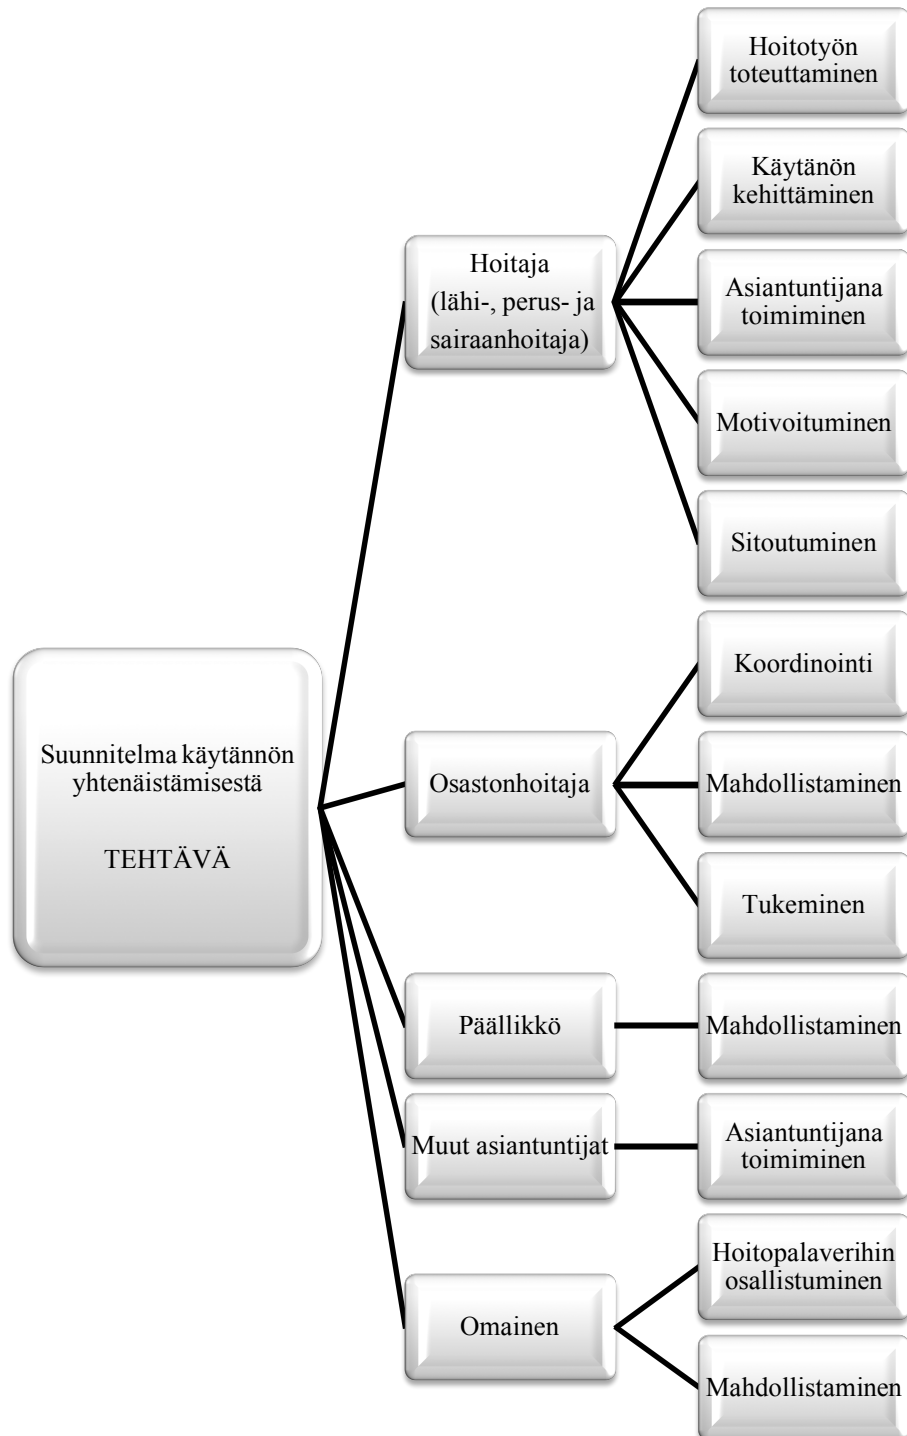 Suunnitelma käytännön
yhtenäistämisestä
TEHTÄVÄ
Hoitaja
(lähi-, perus- ja
sairaanhoitaja)
Hoitotyön
toteuttaminen
Käytänön
kehittäminen
Asiantuntijana
toimiminen
Motivoituminen
Sitoutuminen
Osastonhoitaja
Koordinointi
Mahdollistaminen
Tukeminen
Päällikkö
Mahdollistaminen
Muut asiantuntijat
Asiantuntijana
toimiminen
Omainen
Hoitopalaverihin
osallistuminen
Mahdollistaminen